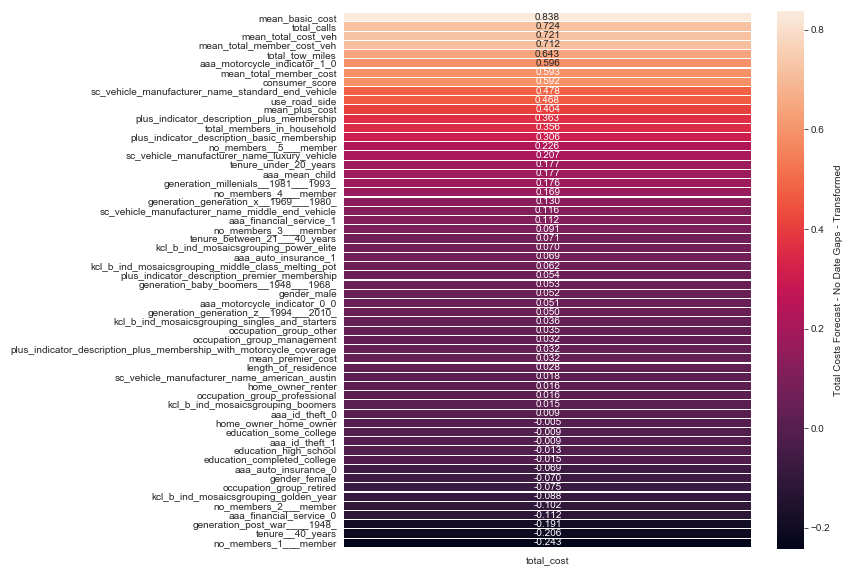 mean_basic_cost 0.838
total_calls 0.724
mean_total_cost_veh 0.721
mean_total_member_cost_veh 0.712
total_tow_miles 0.643
aaa_motorcycle_indicator_1_0 0.596
mean_total_member_cost 0.593
consumer_score 0.592
sc_vehicle_manufacturer_name_standard_end_vehicle 0.478
use_road_side 0.468
mean_plus_cost 0.404
plus_indicator_description_plus_membership 0.363
total_members_in_household 0.356
plus_indicator_description_basic_membership 0.306
no_members__5___member 0.226
sc_vehicle_manufacturer_name_luxury_vehicle 0.207
tenure_under_20_years 0.177
aaa_mean_child 0.177
generation_millenials__1981___1993_ 0.176
no_members_4___member 0.169
generation_generation_x__1969___1980_ 0.130
sc_vehicle_manufacturer_name_middle_end_vehicle 0.116
aaa_financial_service_1 0.112
no_members_3___member 0.091
tenure_between_21___40_years 0.071
kcl_b_ind_mosaicsgrouping_power_elite 0.070
aaa_auto_insurance_1 0.069
kcl_b_ind_mosaicsgrouping_middle_class_melting_pot 0.062
plus_indicator_description_premier_membership 0.054
generation_baby_boomers__1948___1968_ 0.053
gender_male 0.052
aaa_motorcycle_indicator_0_0 0.051
generation_generation_z__1994___2010_ 0.050
kcl_b_ind_mosaicsgrouping_singles_and_starters 0.036
occupation_group_other 0.035
occupation_group_management 0.032
plus_indicator_description_plus_membership_with_motorcycle_coverage 0.032
mean_premier_cost 0.032
length_of_residence 0.028
sc_vehicle_manufacturer_name_american_austin 0.018
home_owner_renter 0.016
occupation_group_professional 0.016
kcl_b_ind_mosaicsgrouping_boomers 0.015
aaa_id_theft_0 0.009
home_owner_home_owner -0.005
education_some_college -0.009
aaa_id_theft_1 -0.009
education_high_school -0.013
education_completed_college -0.015
aaa_auto_insurance_0 -0.069
gender_female -0.070
occupation_group_retired -0.075
kcl_b_ind_mosaicsgrouping_golden_year -0.088
no_members_2___member -0.102
aaa_financial_service_0 -0.112
generation_post_war____1948_ -0.191
tenure__40_years -0.206
no_members_1___member -0.243
total_cost
0.8
0.6
0.4
0.2
0.0
−0.2
Total Costs Forecast - No Date Gaps - Transformed